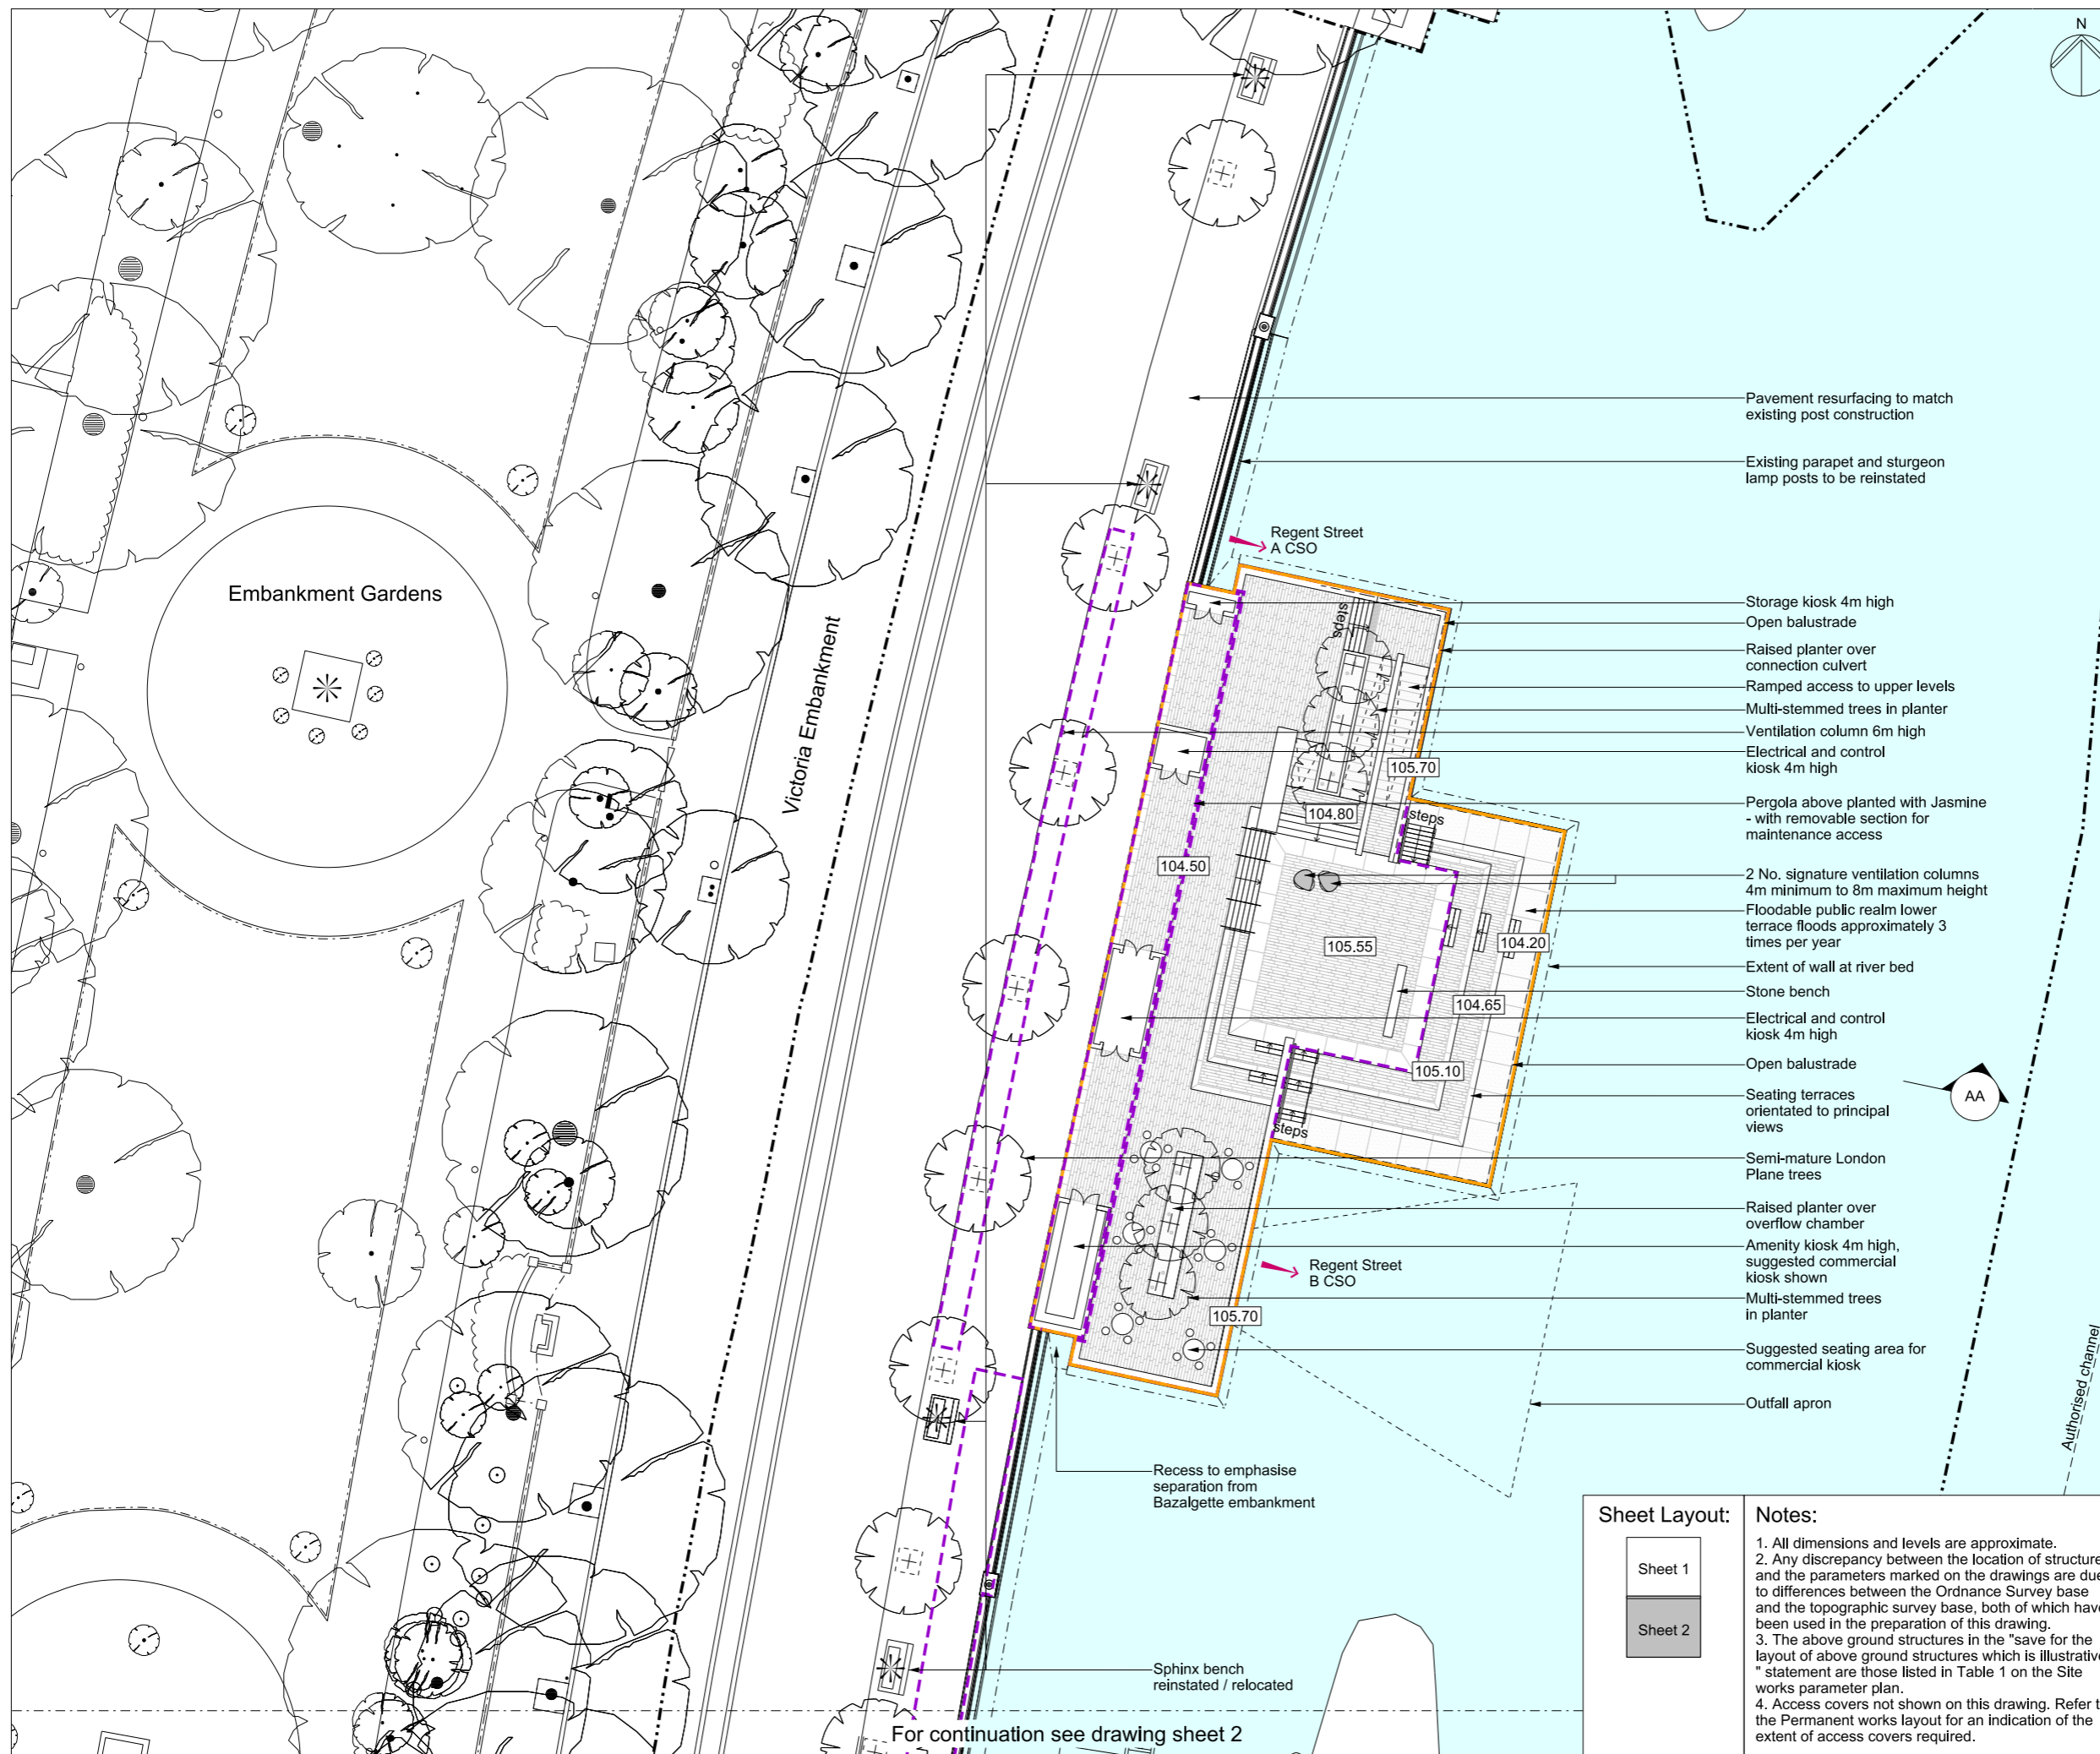 N
Pavement resurfacing to match
existing post construction
Existing parapet and sturgeon
lamp posts to be reinstated
Regent Street
A CSO
Embankment Gardens
Victoria Embankment
steps
Storage kiosk 4m high
Open balustrade
Raised planter over
connection culvert
Ramped access to upper levels
Multi-stemmed trees in planter
Ventilation column 6m high
Electrical and control
kiosk 4m high
105.70
Pergola above planted with Jasmine
- with removable section for
maintenance access
104.80
steps
104.50
2 No. signature ventilation columns
4m minimum to 8m maximum height
Floodable public realm lower
terrace floods approximately 3
times per year
105.55
104.20
Extent of wall at river bed
Stone bench
104.65
Electrical and control
kiosk 4m high
Open balustrade
105.10
Seating terraces
orientated to principal
views
AA
steps
Semi-mature London
Plane trees
Raised planter over
overflow chamber
Amenity kiosk 4m high,
suggested commercial
kiosk shown
Regent Street
B CSO
Multi-stemmed trees
in planter
105.70
Suggested seating area for
commercial kiosk
Outfall apron
Authorised channel
Recess to emphasise
separation from
Bazalgette embankment
Sphinx bench
reinstated / relocated
For continuation see drawing sheet 2
Sheet Layout:
Sheet 1
Sheet 2
Notes:
1. All dimensions and levels are approximate.
2. Any discrepancy between the location of structure
and the parameters marked on the drawings are due
to differences between the Ordnance Survey base
and the topographic survey base, both of which have
been used in the preparation of this drawing.
3. The above ground structures in the "save for the
layout of above ground structures which is illustrative
" statement are those listed in Table 1 on the Site
works parameter plan.
4. Access covers not shown on this drawing. Refer t
the Permanent works layout for an indication of the
extent of access covers required.